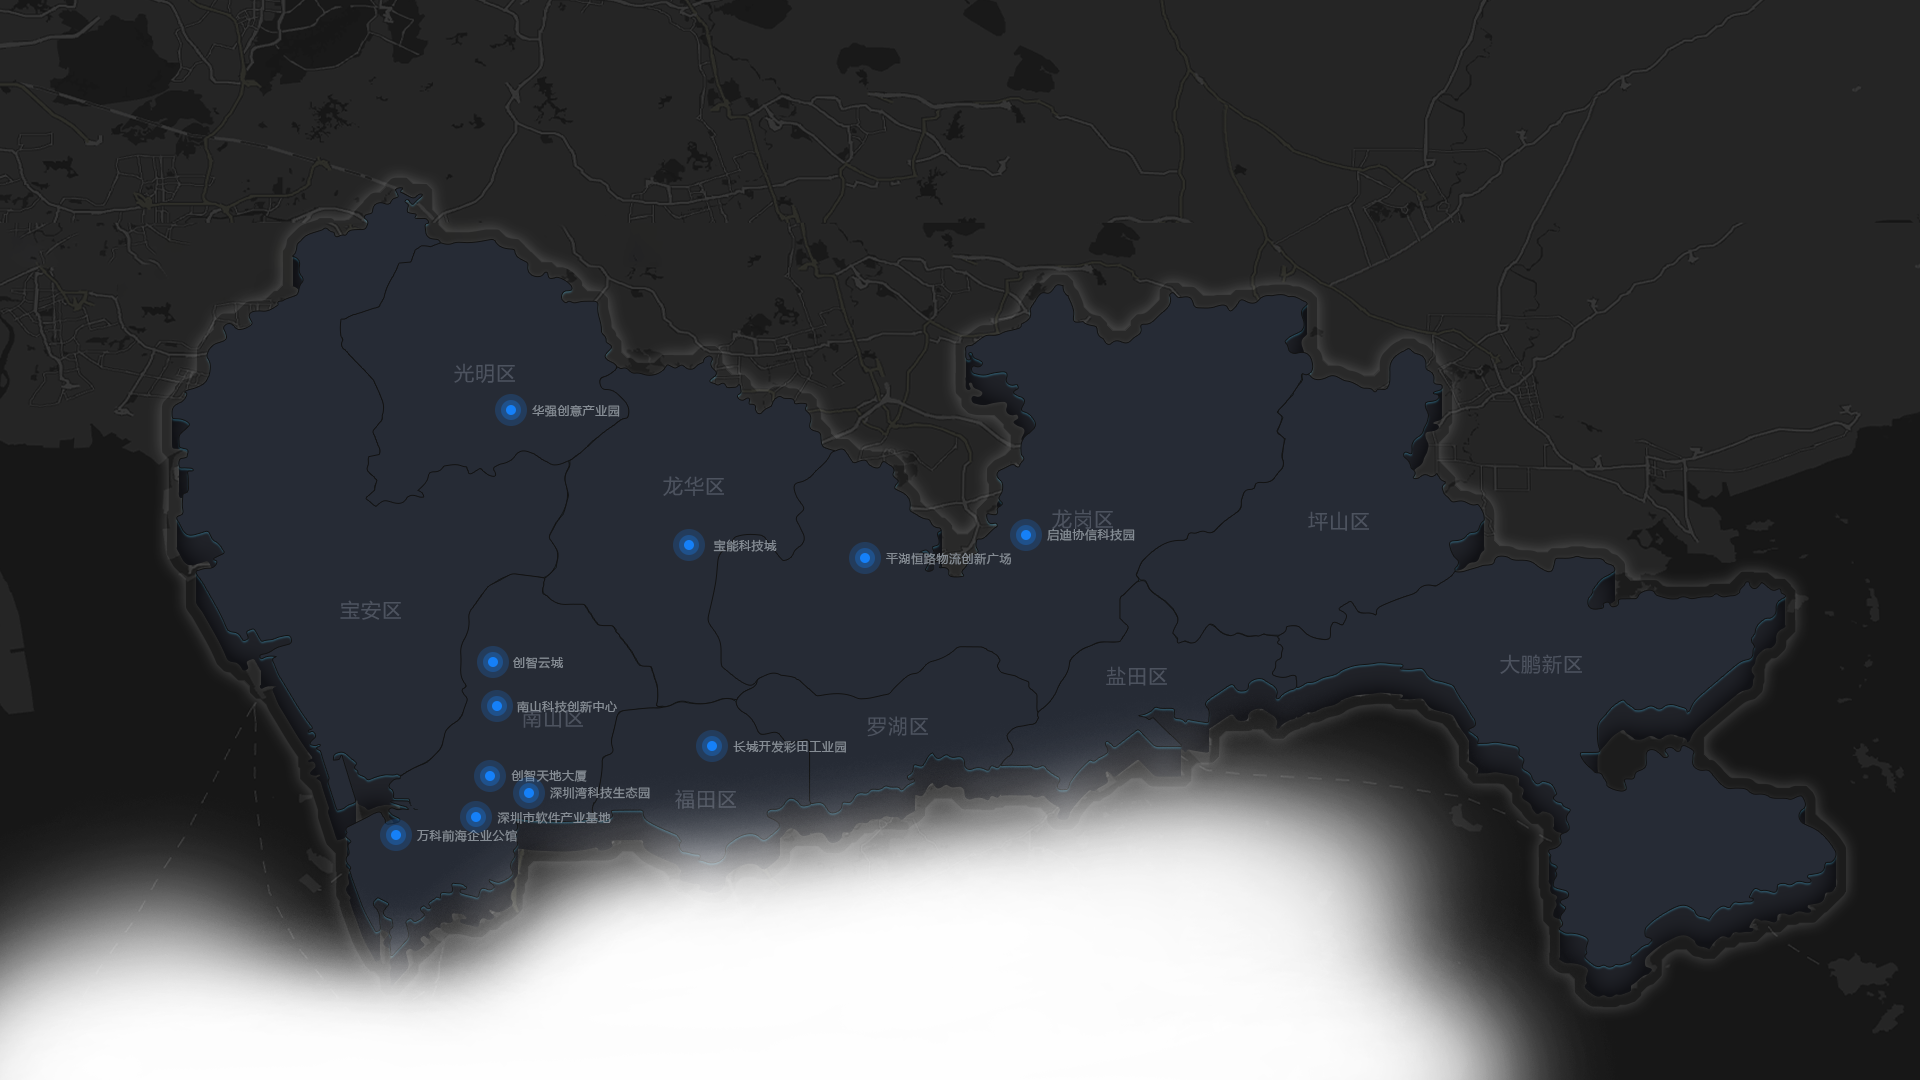 光明区
华强创意产业园
龙华区
龙岗区
坪山区
启迪协信科技园
宝能科技城
平湖恒路物流创新广场
宝安区
创智云城
大鹏新区
盐田区
南山科技创新中心
南山区
罗湖区
长城开发彩田工业园
创智天地大厦
深圳湾科技生态园
福田区
深圳市软件产业基地
万科前海企业公馆